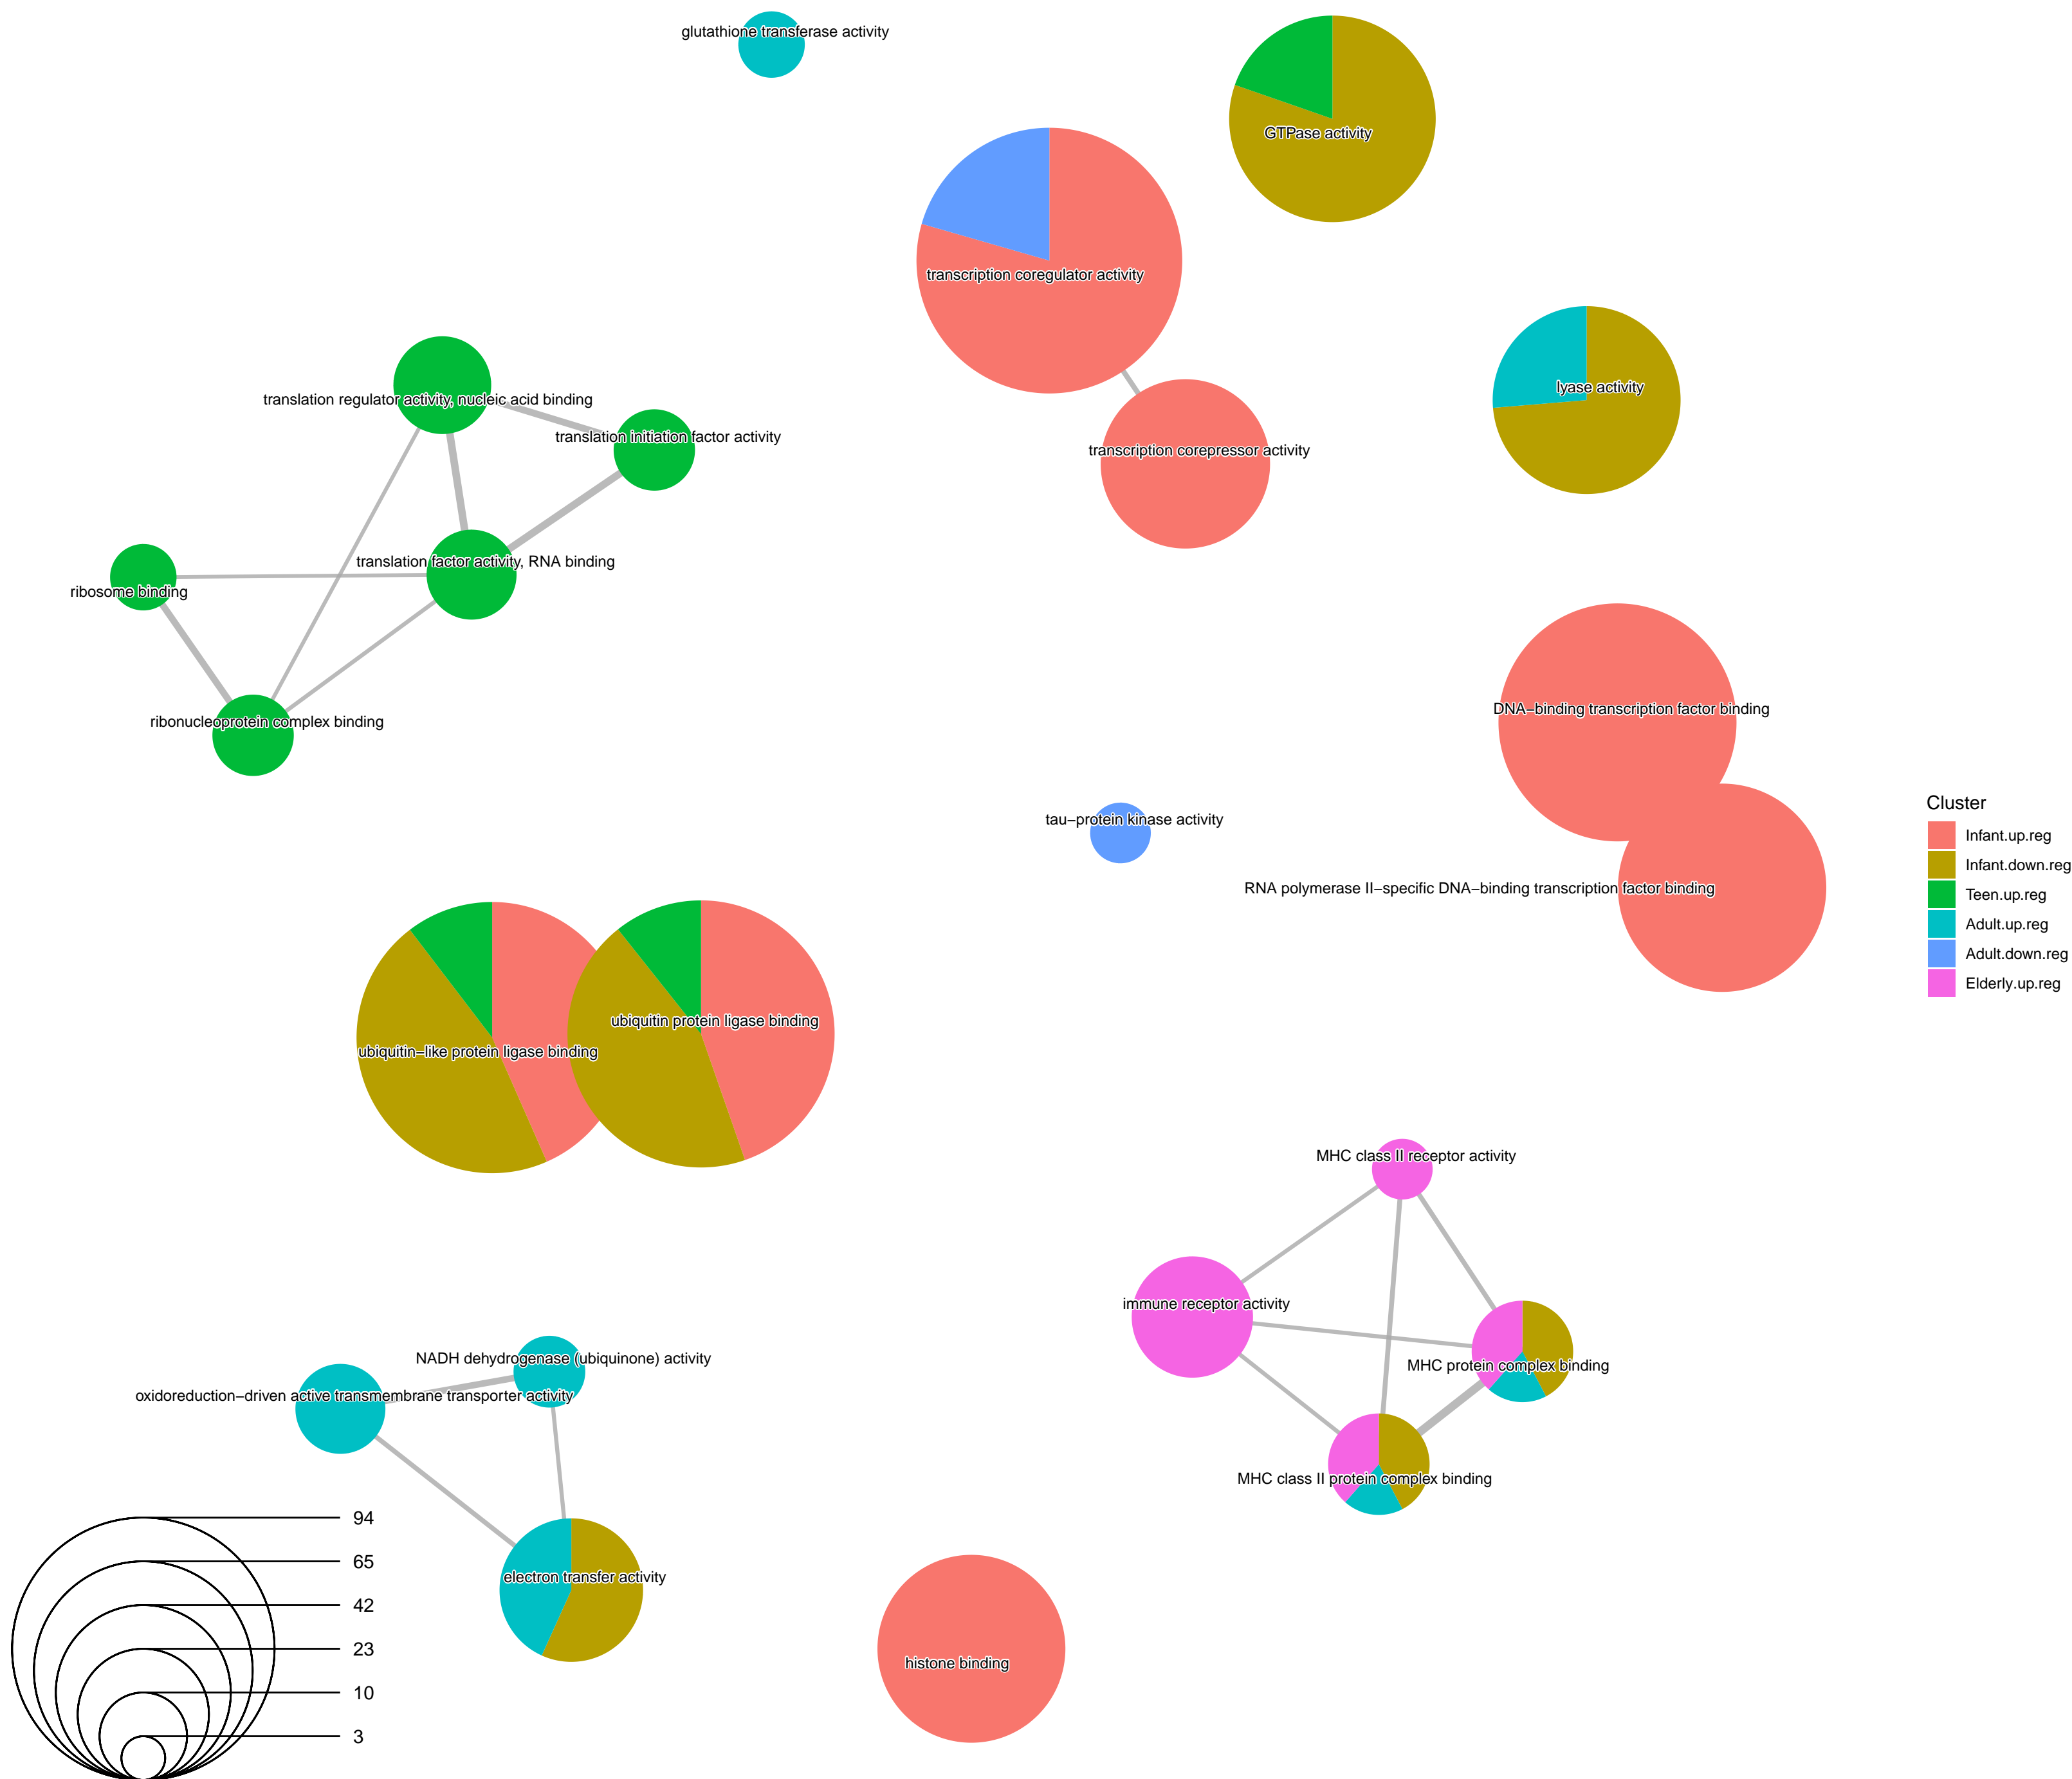 glutathione transferase activity
GTPase activity
transcription coregulator activity
lyase activity
translation regulator activity, nucleic acid binding
translation initiation factor activity
transcription corepressor activity
translation factor activity, RNA binding
ribosome binding
ribonucleoprotein complex binding
DNA−binding transcription factor binding
tau−protein kinase activity
RNA polymerase II−specific DNA−binding transcription factor binding
Cluster
Infant.up.reg
Infant.down.reg
Teen.up.reg
Adult.up.reg
Adult.down.reg
Elderly.up.reg
ubiquitin protein ligase binding
ubiquitin−like protein ligase binding
MHC class II receptor activity
immune receptor activity
MHC protein complex binding
MHC class II protein complex binding
NADH dehydrogenase (ubiquinone) activity
oxidoreduction−driven active transmembrane transporter activity
electron transfer activity
histone binding
94
65
42
23
10
3